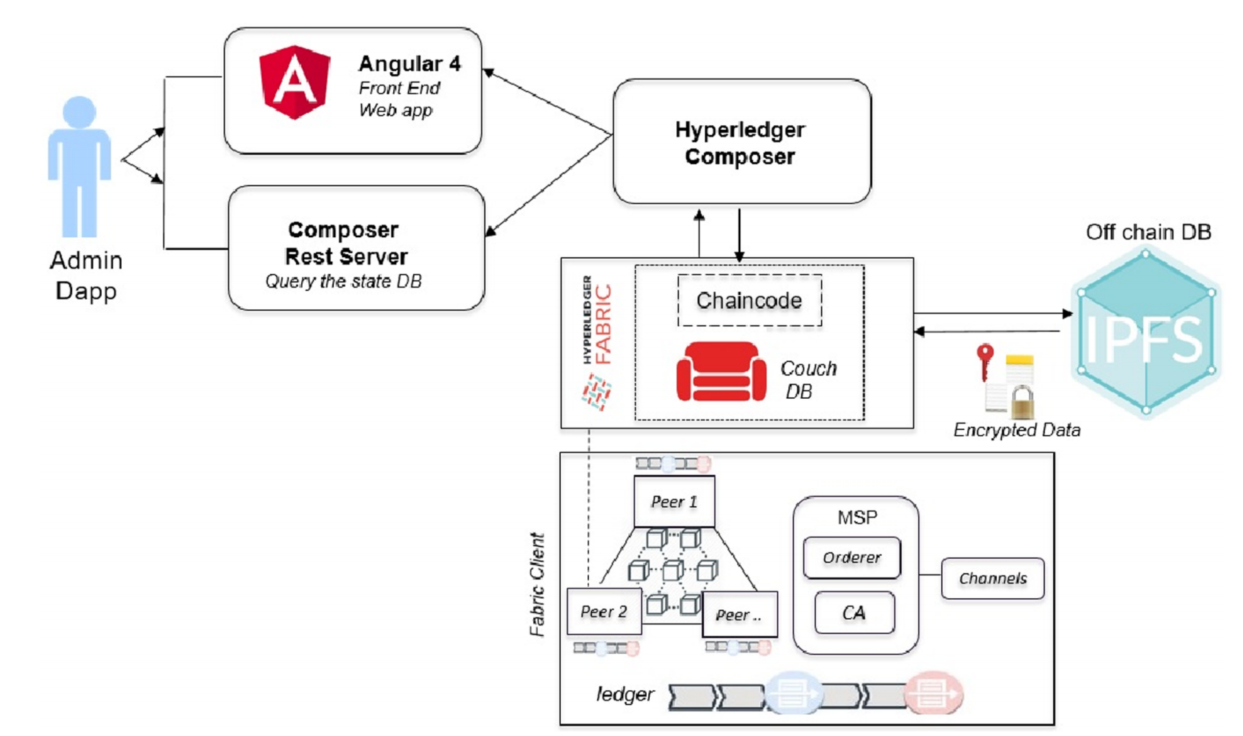 Angular 4
Front End
Web app
Hyperledger
Composer
Composer
Rest Server
Query the state DB
Admin
Dapp
Off chain DB
IPFS
HYPERLEDGER
FABRIC
Chaincode
Couch
DB
Encrypted Data
Fabric Client
Peer 1
Peer 2
Peer ..
MSP
Orderer
CA
Channels
ledger